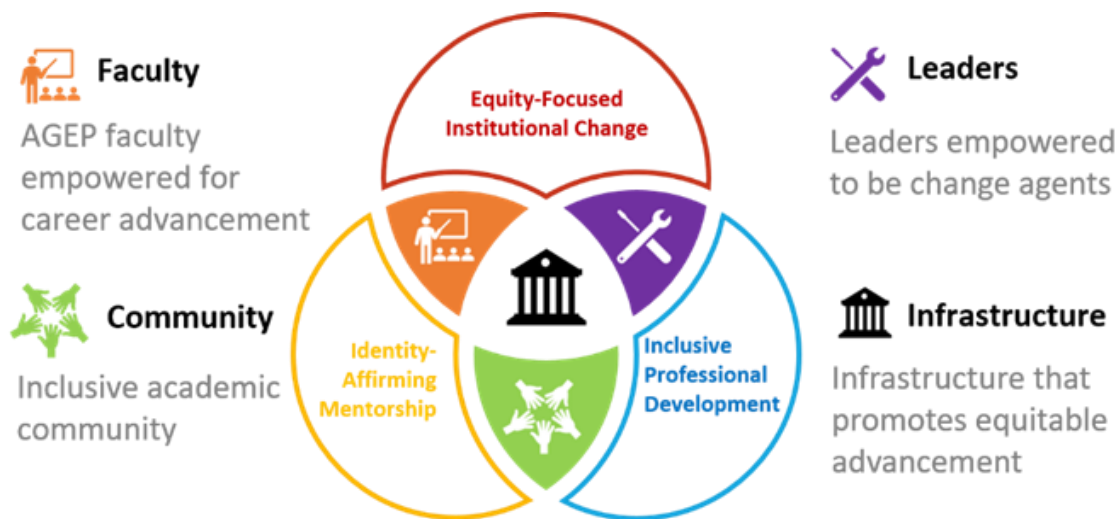 Faculty
AGEP faculty
empowered for
career advancement
Community
Inclusive academic
community
Equity-Focused
Institutional Change
Identity-
Affirming
Mentorship
Inclusive
Professional
Development
Leaders
Leaders empowered
to be change agents
Infrastructure
Infrastructure that
promotes equitable
advancement